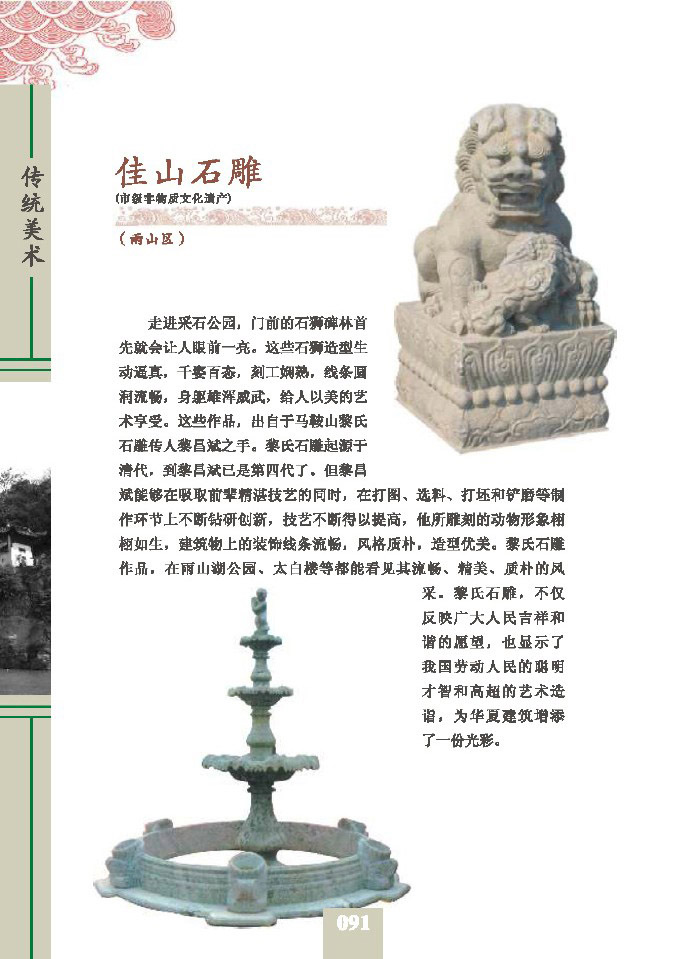 传统美术
佳山石雕
(市级非物质文化遗产)
（雨山区）
走进采石公园，门前的石狮碑林首
先就会让人眼前一亮。这些石狮造型生
动逼真，千姿百态，刻工娴熟，线条圆
润流畅，身躯雄浑威武，给人以美的艺
术享受。这些作品，出自于马鞍山黎氏
石雕传人黎昌斌之手。黎氏石雕起源于
清代，到黎昌斌已是第四代了。但黎昌
斌能够在吸取前辈精湛技艺的同时，在打图、选料、打坯和铲磨等制
作环节上不断钻研创新，技艺不断得以提高，他所雕刻的动物形象栩
栩如生，建筑物上的装饰线条流畅，风格质朴，造型优美。黎氏石雕
作品，在雨山湖公园、太白楼等都能看见其流畅、精美、质朴的风
采。黎氏石雕，不仅
反映广大人民吉祥和
谐的愿望，也显示了
我国劳动人民的聪明
才智和高超的艺术造
诣，为华夏建筑增添
了一份光彩。
091